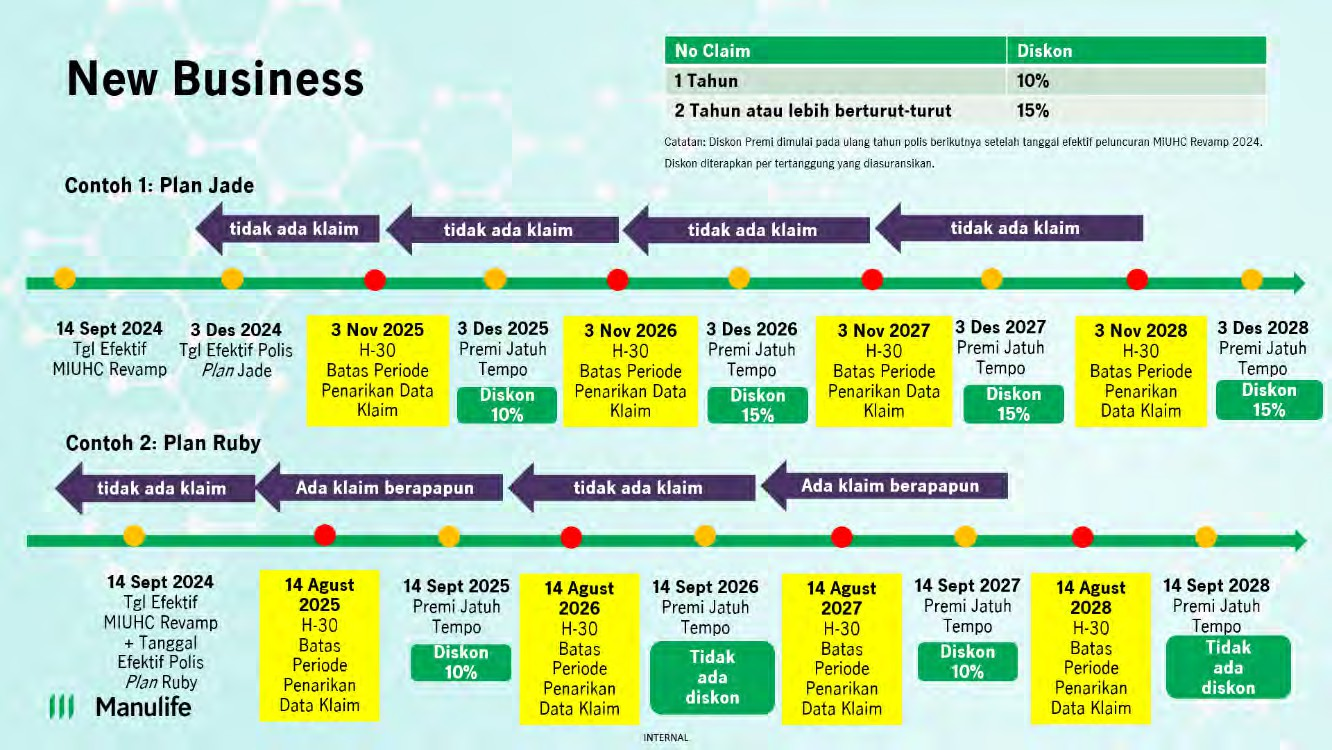 New Business
No Claim Diskon
1 Tahun 10%
2 Tahun atau lebih berturut-turut 15%
Catatan: Diskon Premi dimulai pada ulang tahun polis berikutnya setelah tanggal efektif peluncuran MiUHC Revamp 2024.
Diskon diterapkan per tertanggung yang diasuransikan.
Contoh 1: Plan Jade
tidak ada klaim
tidak ada klaim
tidak ada klaim
tidak ada klaim
14 Sept 2024
Tgl Efektif
MIUHC Revamp
3 Des 2024
Tgl Efektif Polis
Plan Jade
3 Nov 2025
H-30
Batas Periode
Penarikan Data
Klaim
3 Des 2025
Premi Jatuh
Tempo
Diskon
10%
3 Nov 2026
H-30
Batas Periode
Penarikan Data
Klaim
3 Des 2026
Premi Jatuh
Tempo
Diskon
15%
3 Nov 2027
H-30
Batas Periode
Penarikan Data
Klaim
3 Des 2027
Premi Jatuh
Tempo
Diskon
15%
3 Nov 2028
H-30
Batas Periode
Penarikan
Data Klaim
3 Des 2028
Premi Jatuh
Tempo
Diskon
15%
Contoh 2: Plan Ruby
tidak ada klaim
Ada klaim berapapun
tidak ada klaim
Ada klaim berapapun
14 Sept 2024
Tgl Efektif
MIUHC Revamp
+ Tanggal
Efektif Polis
Plan Ruby
14 Agust
2025
H-30
Batas
Periode
Penarikan
Data Klaim
14 Sept 2025
Premi Jatuh
Tempo
Diskon
10%
14 Agust
2026
H-30
Batas
Periode
Penarikan
Data Klaim
14 Sept 2026
Premi Jatuh
Tempo
Tidak
ada
diskon
14 Agust
2027
H-30
Batas
Periode
Penarikan
Data Klaim
14 Sept 2027
Premi Jatuh
Tempo
Diskon
10%
14 Agust
2028
H-30
Batas
Periode
Penarikan
Data Klaim
14 Sept 2028
Premi Jatuh
Tempo
Tidak
ada
diskon
Manulife
INTERNAL